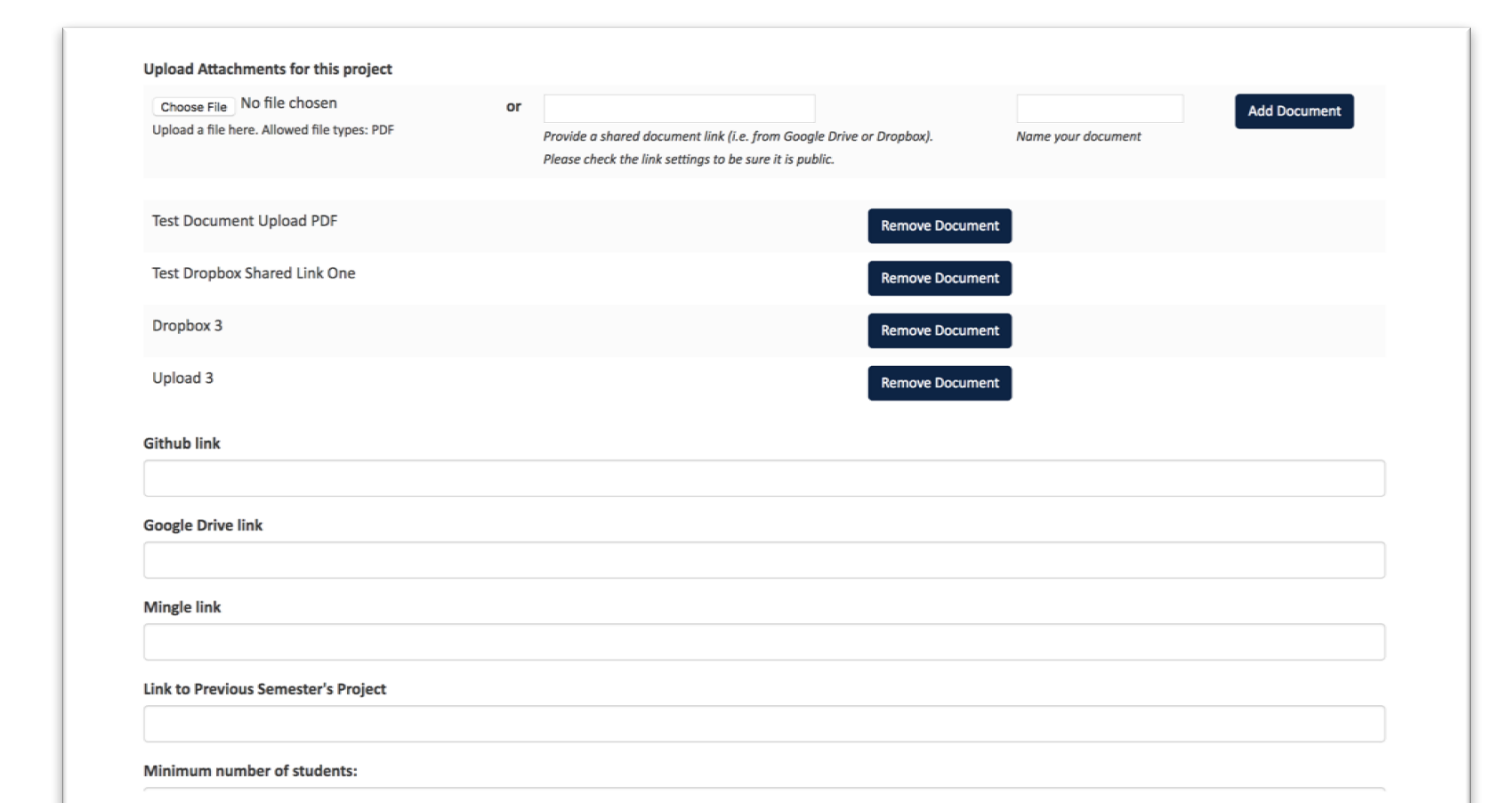 Upload Attachments for this project
Choose File No file chosen or
Upload a file here. Allowed file types: PDF
Provide a shared document link (i.e. from Google Drive or Dropbox).
Please check the link settings to be sure it is public.
Name your document
Add Document
Test Document Upload PDF Remove Document
Test Dropbox Shared Link One Remove Document
Dropbox 3 Remove Document
Upload 3 Remove Document
Github link
Google Drive link
Mingle link
Link to Previous Semester's Project
Minimum number of students: